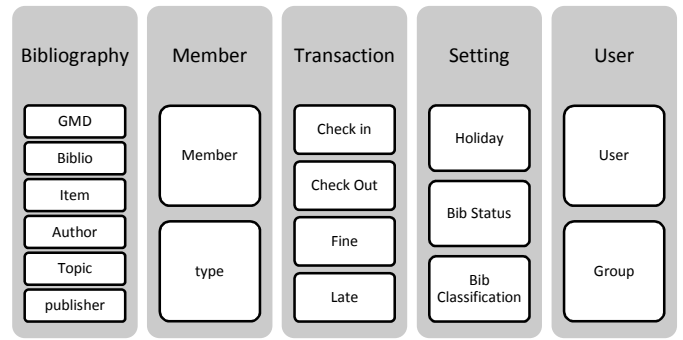 Bibliography
GMD
Biblio
Item
Author
Topic
publisher
Member
Member
type
Transaction
Check in
Check Out
Fine
Late
Setting
Holiday
Bib Status
Bib
Classification
User
User
Group